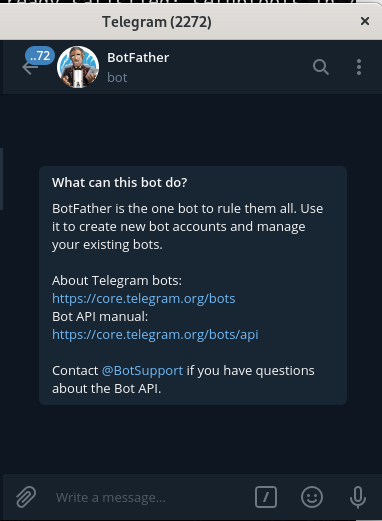 Telegram (2272)
..72
BotFather
bot
What can this bot do?
BotFather is the one bot to rule them all. Use
it to create new bot accounts and manage
your existing bots.
About Telegram bots:
https://core.telegram.org/bots
Bot API manual:
https://core.telegram.org/bots/api
Contact @BotSupport if you have questions
about the Bot API.
Write a message...